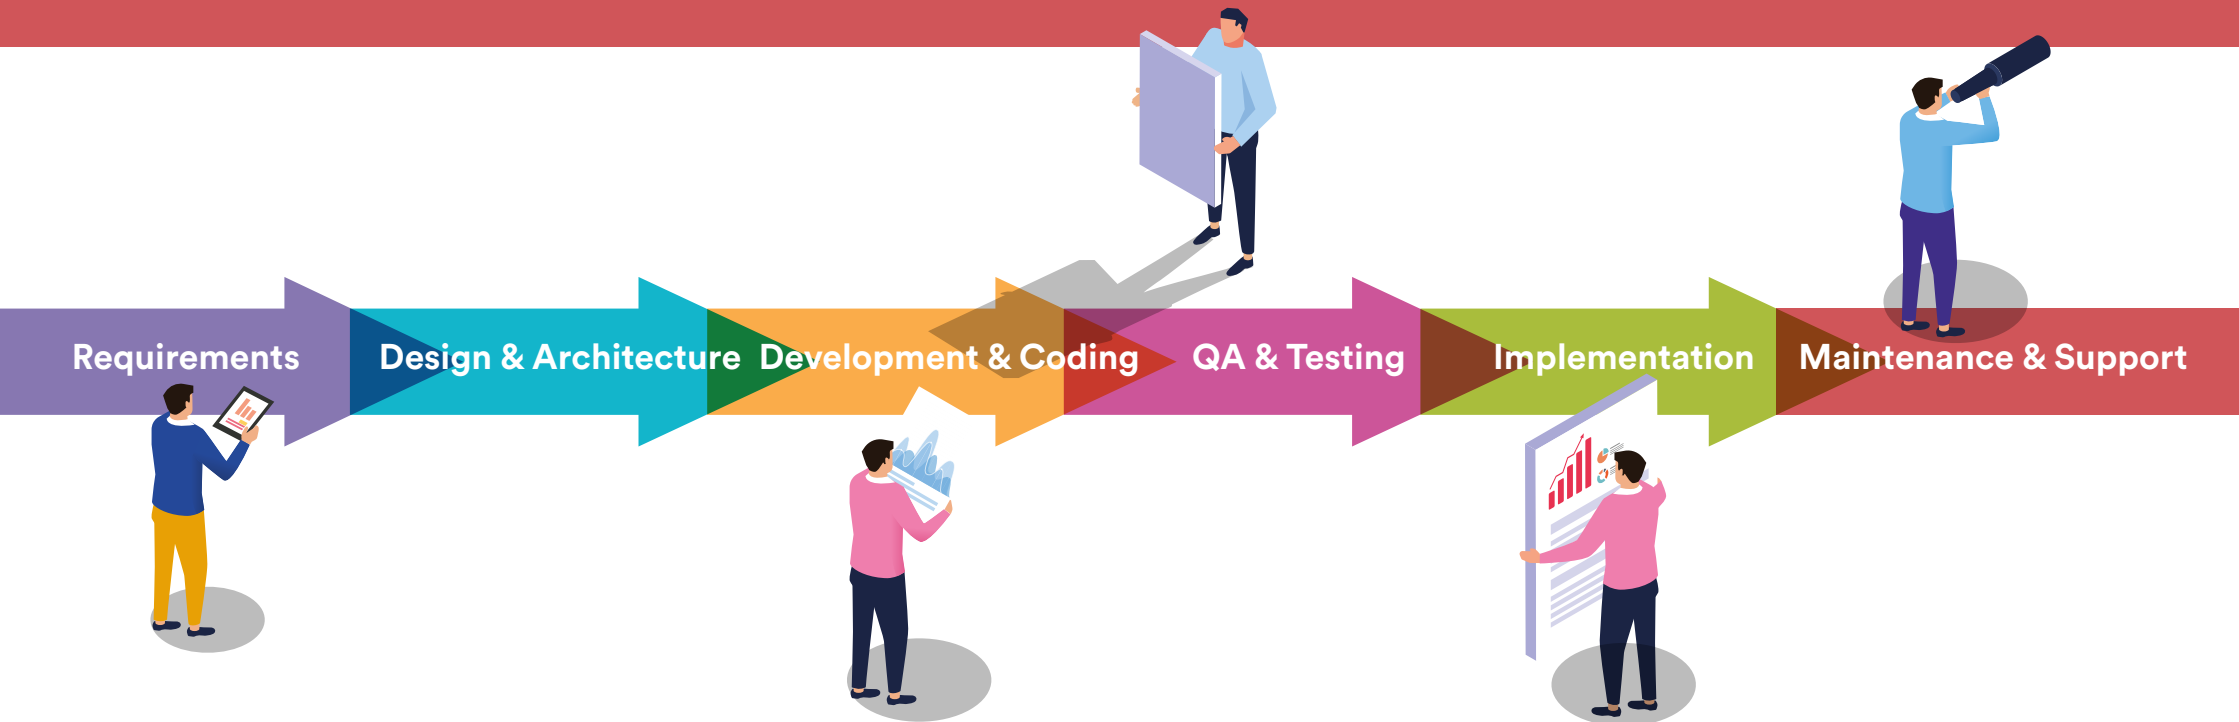 Requirements
Design & Architecture
Development & Coding
QA & Testing
Implementation
Maintenance & Support